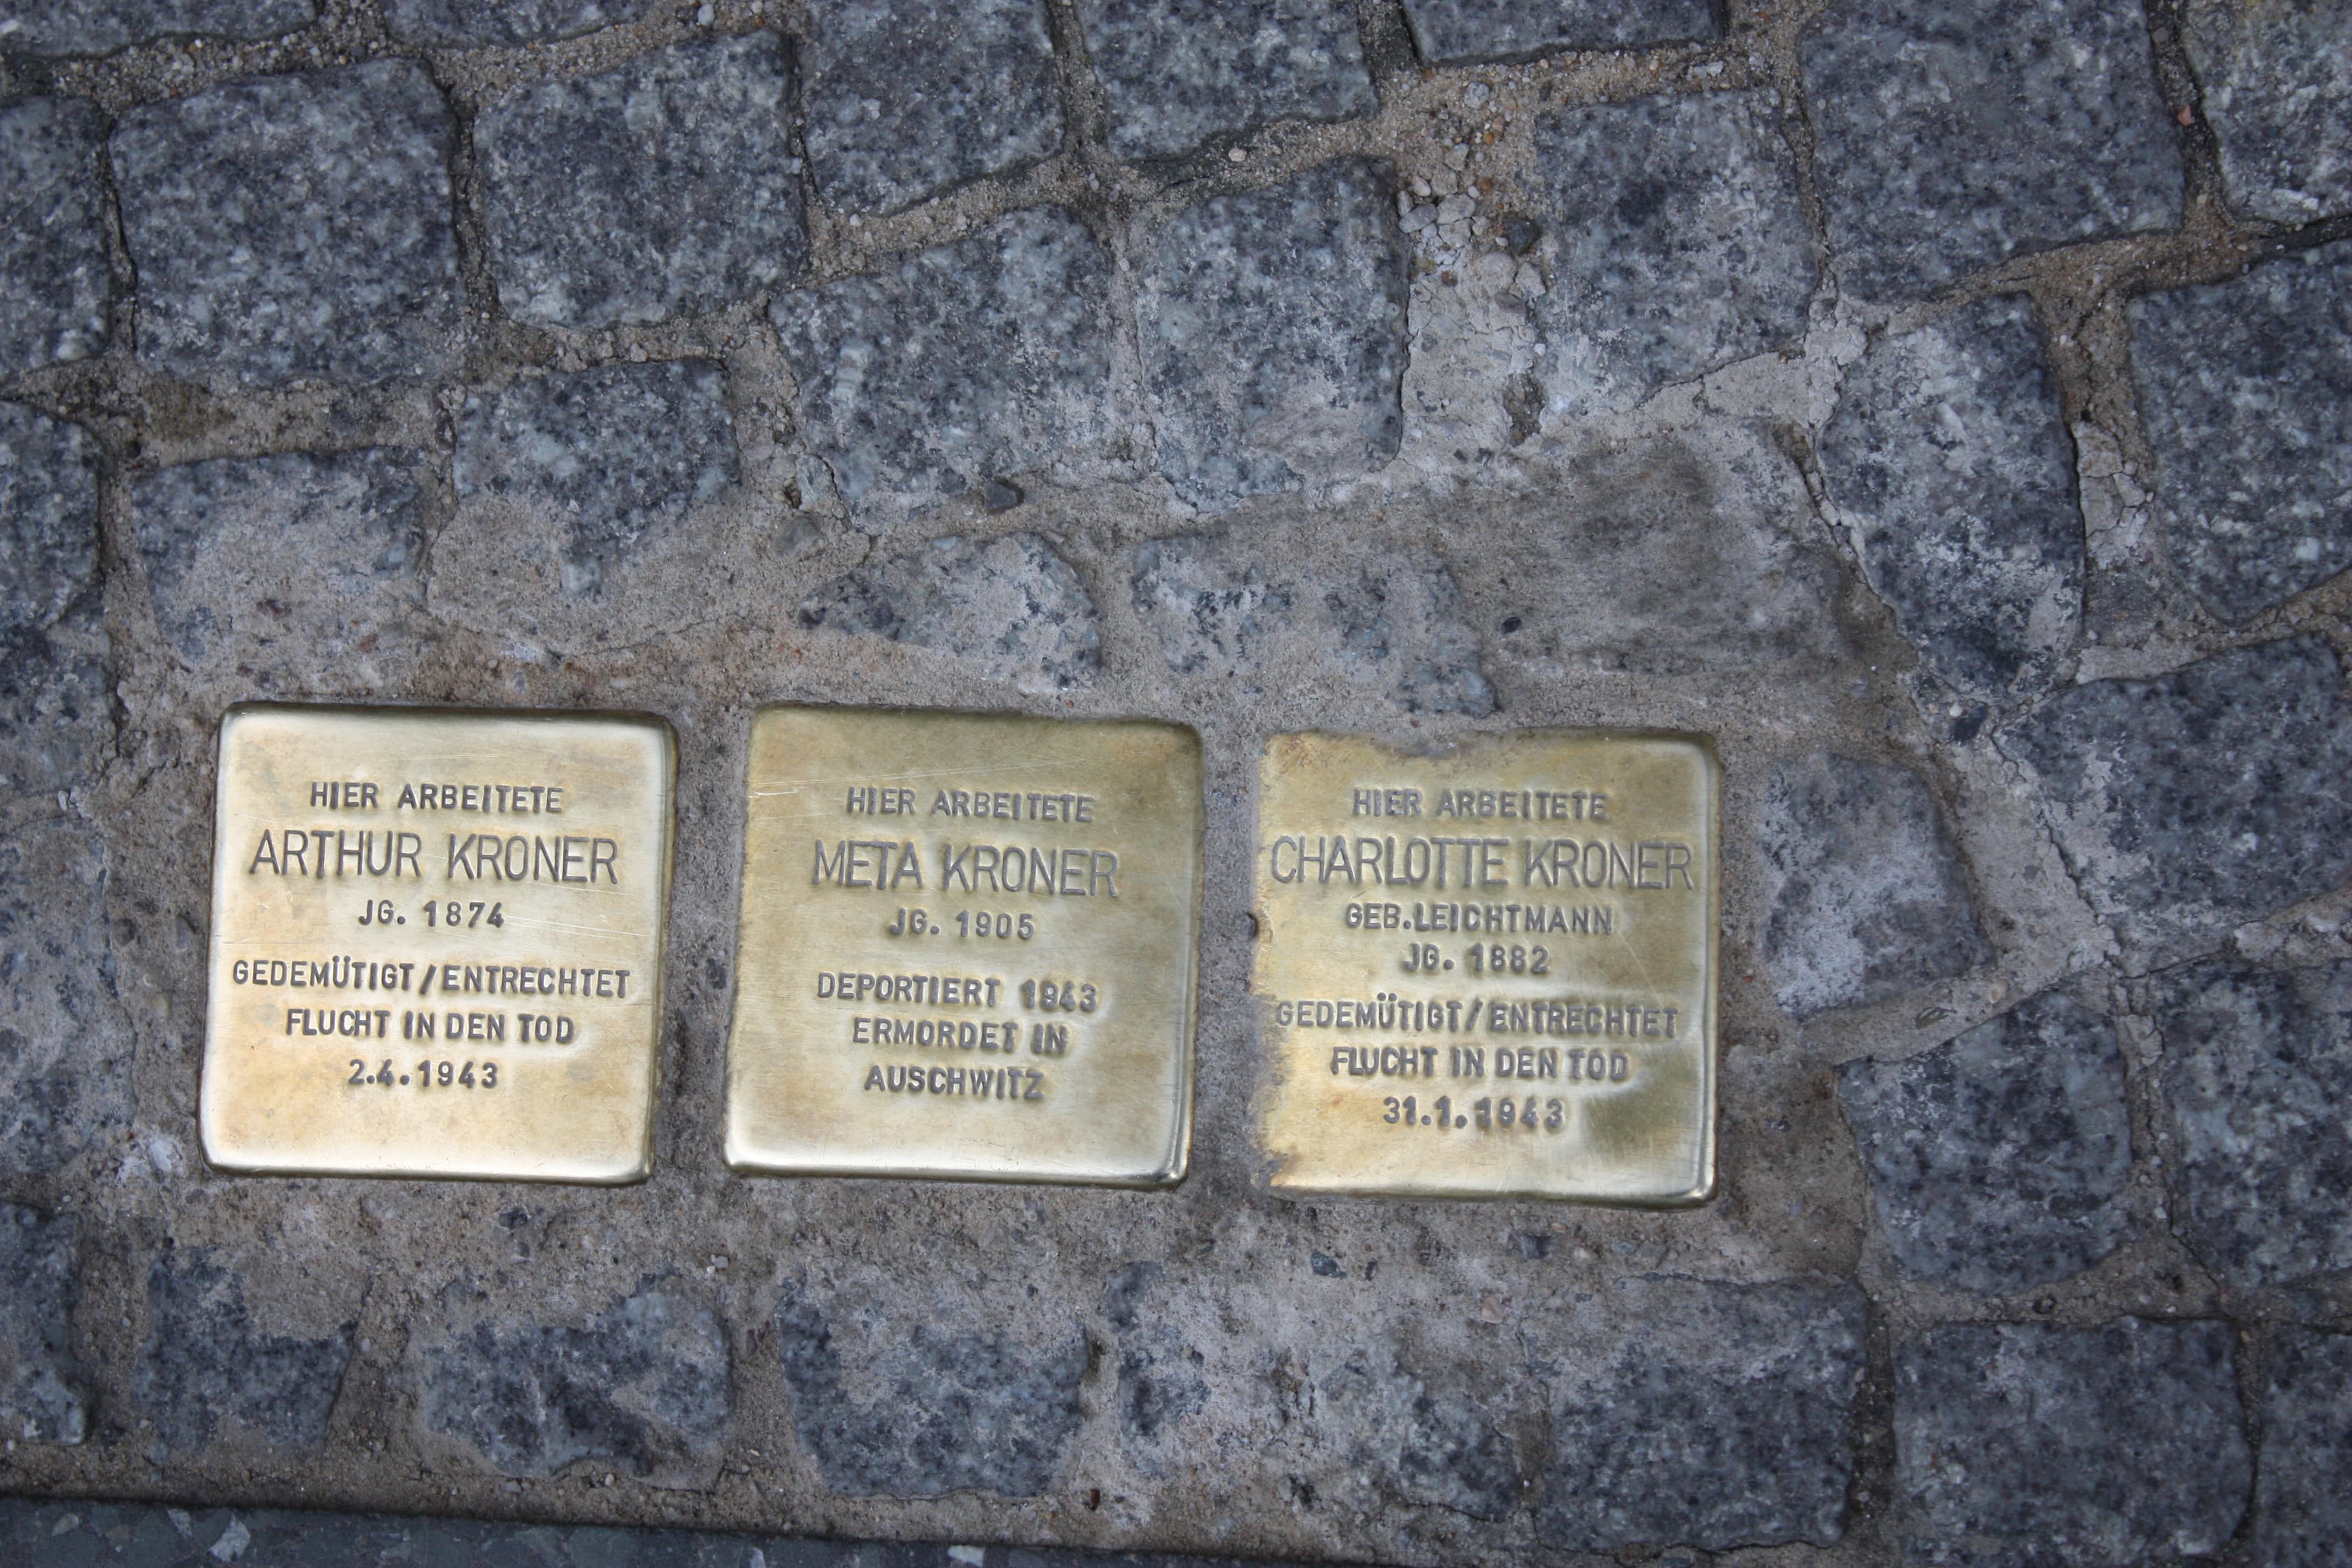 HIER ARBEITETE
ARTHUR KRONER
JG. 1874
GEDEMÜTIGT/ENTRECHTET
FLUCHT IN DEN TOD
2.4.1943
HIER ARBEITETE
META KRONER
JG. 1905
DEPORTIERT 1943
ERMORDET IN
AUSCHWITZ
HIER ARBEITETE
CHARLOTTE KRONER
GEB.LEICHTMANN
JG. 1882
GEDEMÜTIGT/ENTRECHTET
FLUCHT IN DEN TOD
31.1.1943